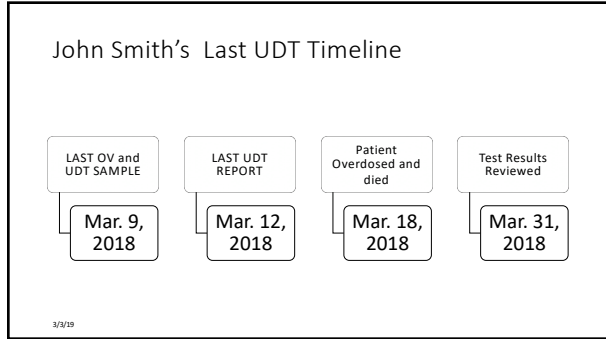 John Smith’s  Last UDT Timeline
LAST OV and
UDT SAMPLE
Mar. 9,
2018
LAST UDT
REPORT
Mar. 12,
2018
Patient
Overdosed and
died
Mar. 18,
2018
Test Results
Reviewed
Mar. 31,
2018
3/3/19